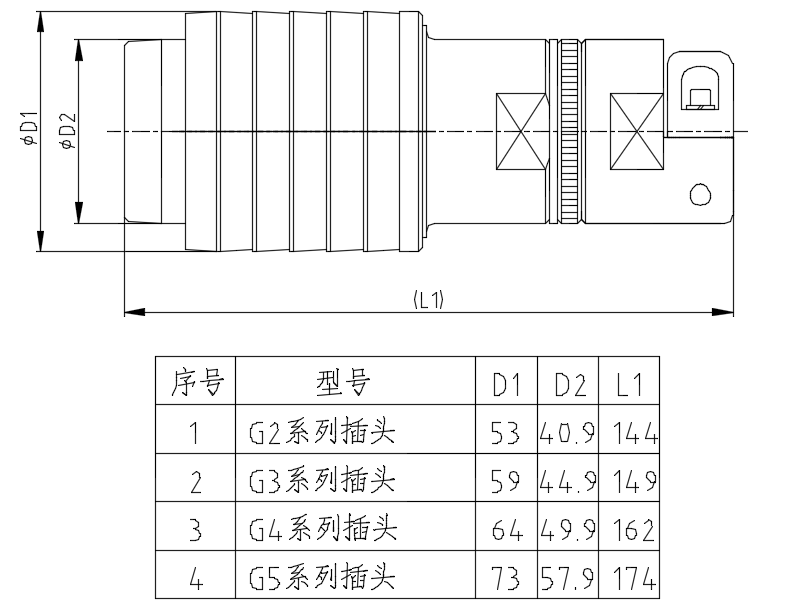 φD1
φD2
(L1)
序号 型号 D1 D2 L1
1 G2系列插头 53 40.9 144
2 G3系列插头 59 44.9 149
3 G4系列插头 64 49.9 162
4 G5系列插头 73 57.9 174